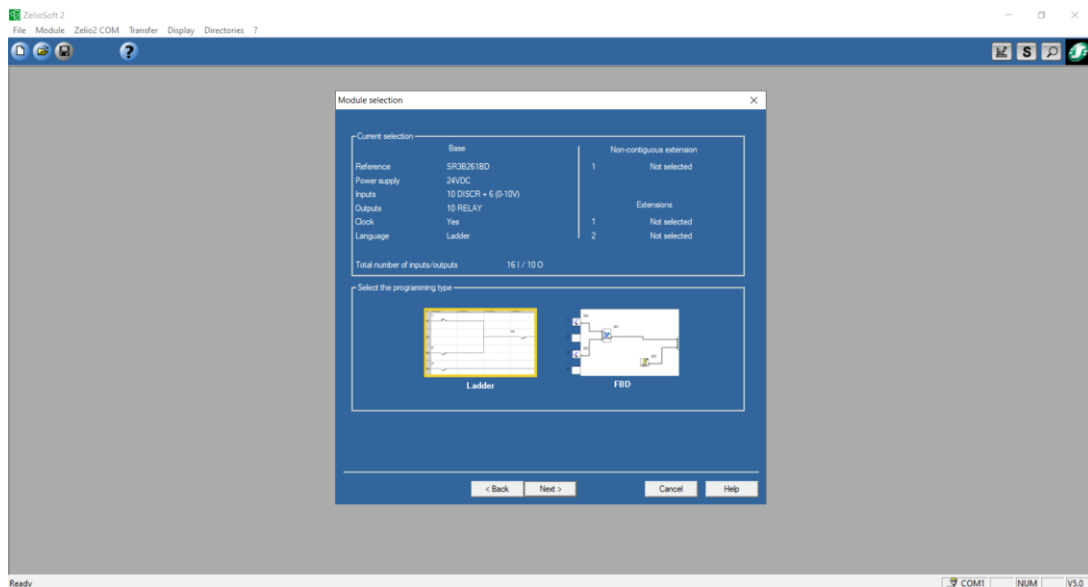 ZelioSoft 2
File Module Zelio2 COM Transfer Display Directories ?
S
Module selection
Current selection
Base
Non-contiguous extension
Reference SR3B261BD 1 Not selected
Power supply 24VDC
Inputs 10 DISCR + 6 (0-10V)
Outputs 10 RELAY Extensions
Clock Yes 1 Not selected
Language Ladder 2 Not selected
Total number of inputs/outputs 16 I / 10 O
Select the programming type
Ladder FBD
< Back Next > Cancel Help
Ready COM1 NUM V5.0